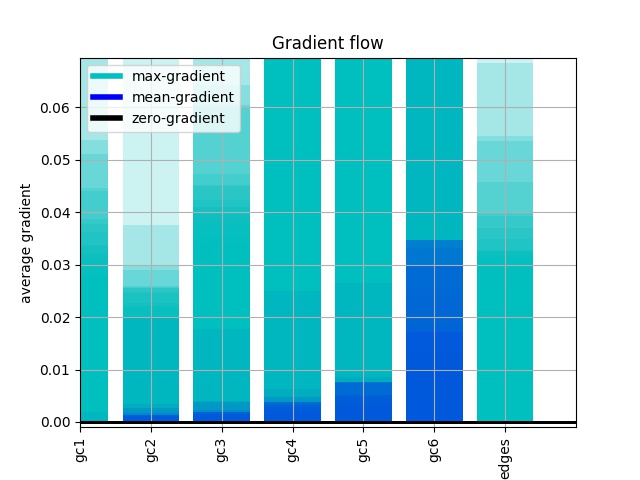 Gradient flow
max-gradient
mean-gradient
zero-gradient
average gradient
0.06
0.05
0.04
0.03
0.02
0.01
0.00
gc1
gc2
gc3
gc4
gc5
gc6
edges